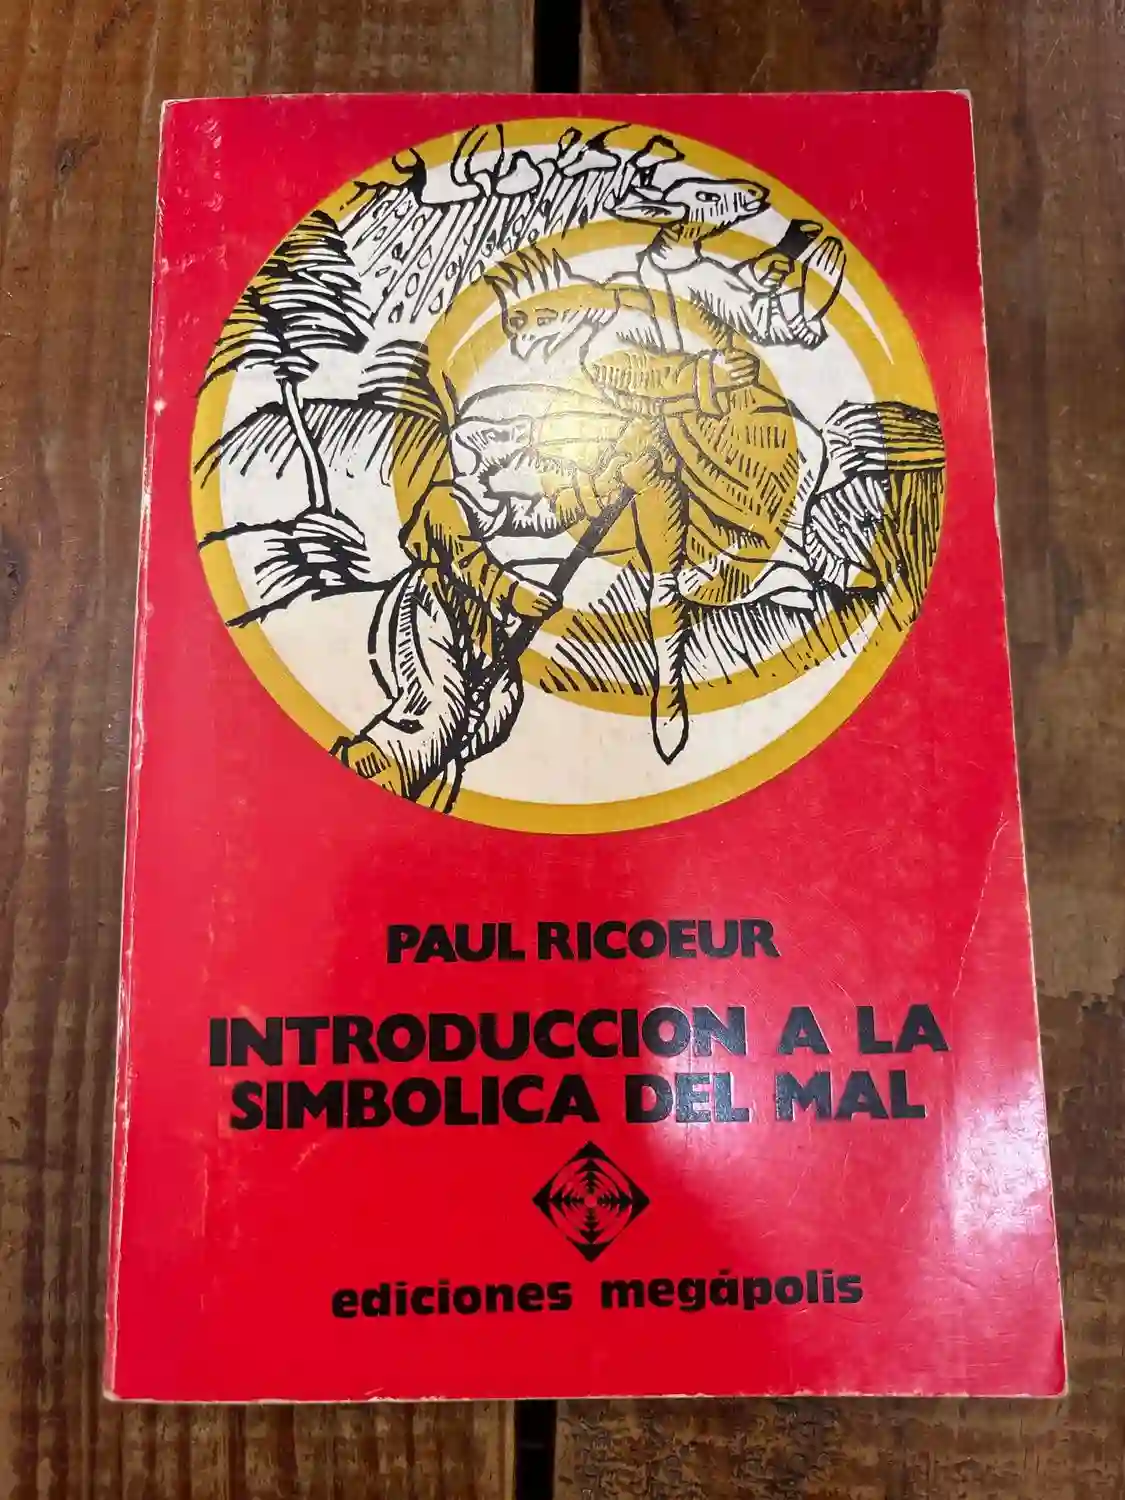 PAUL RICOEUR
INTRODUCCION A LA
SIMBOLICA DEL MAL
ediciones megápolis